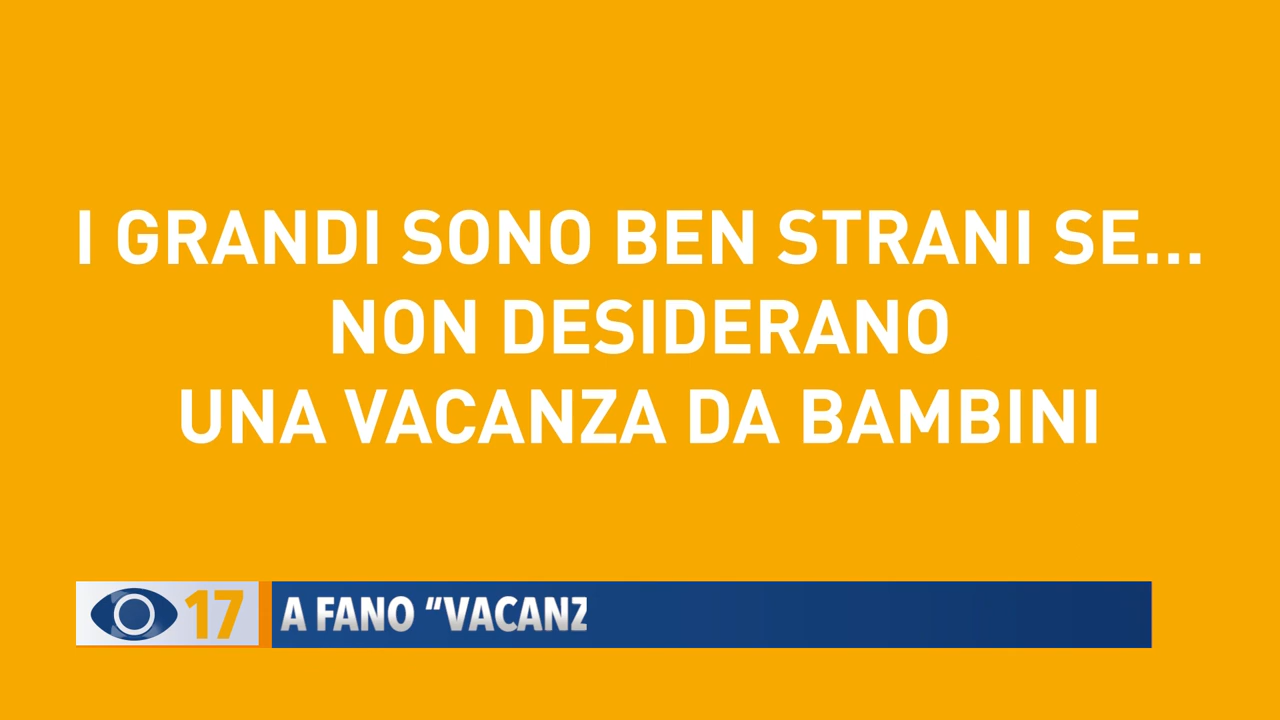 I GRANDI SONO BEN STRANI SE...
NON DESIDERANO
UNA VACANZA DA BAMBINI
17
A FANO “VACANZ